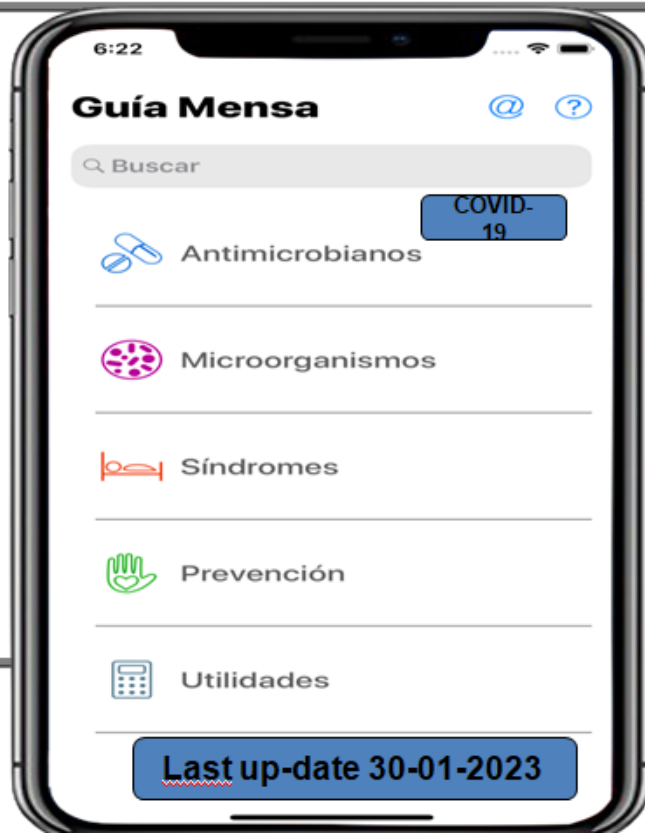 6:22
Guía Mensa
@ ?
Buscar
COVID-
19
Antimicrobianos
Microorganismos
Síndromes
Prevención
Utilidades
Last up-date 30-01-2023